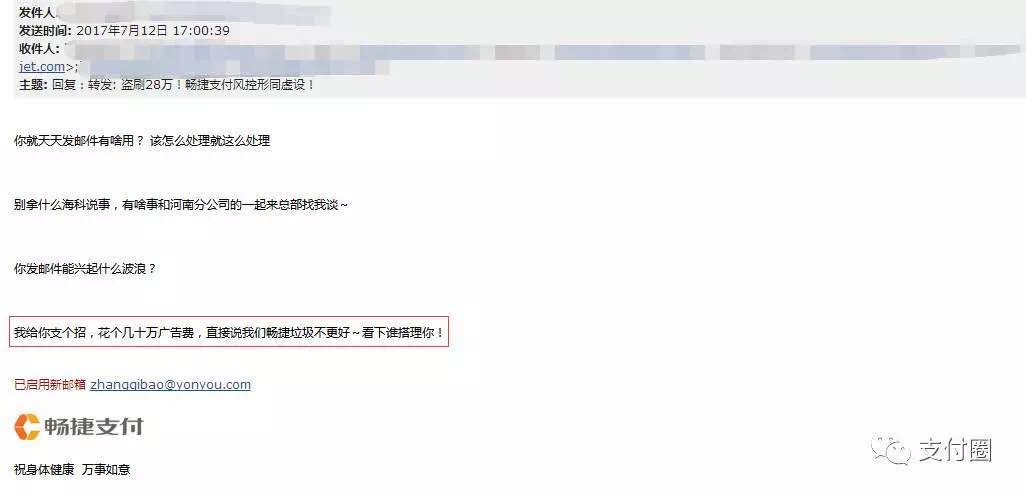 发件人:
发送时间: 2017年7月12日 17:00:39
收件人:
jet.com>;
主题: 回复：转发: 盗刷28万！畅捷支付风控形同虚设！
你就天天发邮件有啥用？ 该怎么处理就这么处理
别拿什么海科说事，有啥事和河南分公司的一起来总部找我谈～
你发邮件能兴起什么波浪？
我给你支个招，花个几十万广告费，直接说我们畅捷垃圾不更好～看下谁搭理你！
已启用新邮箱 zhangqibao@yonyou.com
畅捷支付
祝身体健康 万事如意
支付圈